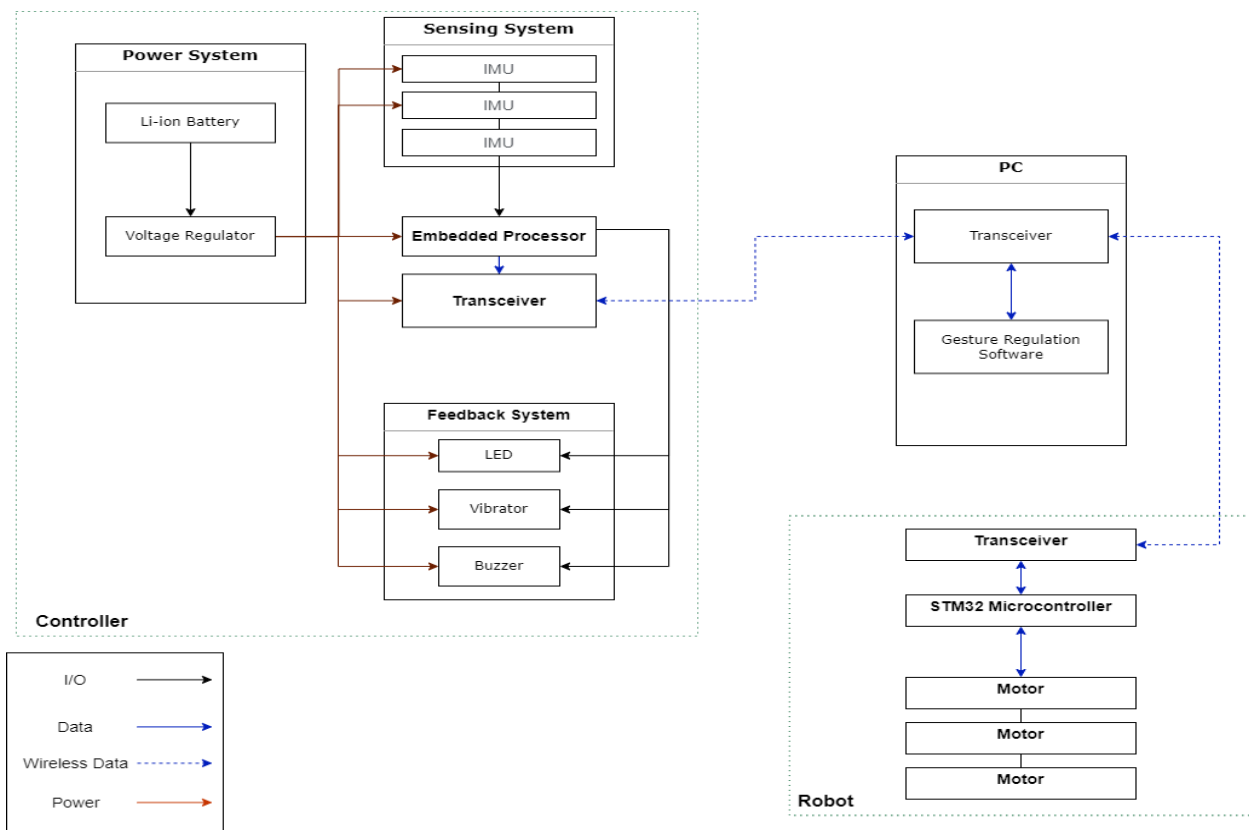 Power System
Li-ion Battery
Voltage Regulator
Sensing System
IMU
IMU
IMU
Embedded Processor
Transceiver
Feedback System
LED
Vibrator
Buzzer
Controller
PC
Transceiver
Gesture Regulation
Software
Transceiver
STM32 Microcontroller
Motor
Motor
Motor
Robot
I/O
Data
Wireless Data
Power